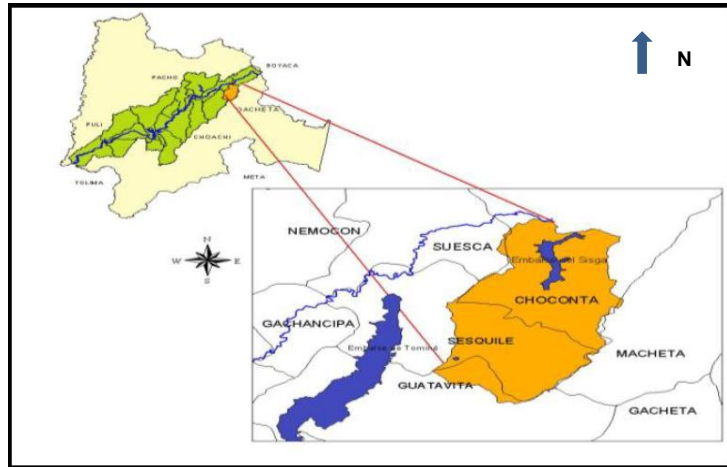 N
BOYACA
PACHO
GACHETA
PULI
CHOACHI
TOLIMA
META
N
W E
S
NEMOCON
SUESCA
Embalse del Sisga
CHOCONTA
GACHANCIPA
SESQUILE
Embalse de Tominé
MACHETA
GUATAVITA
GACHETA